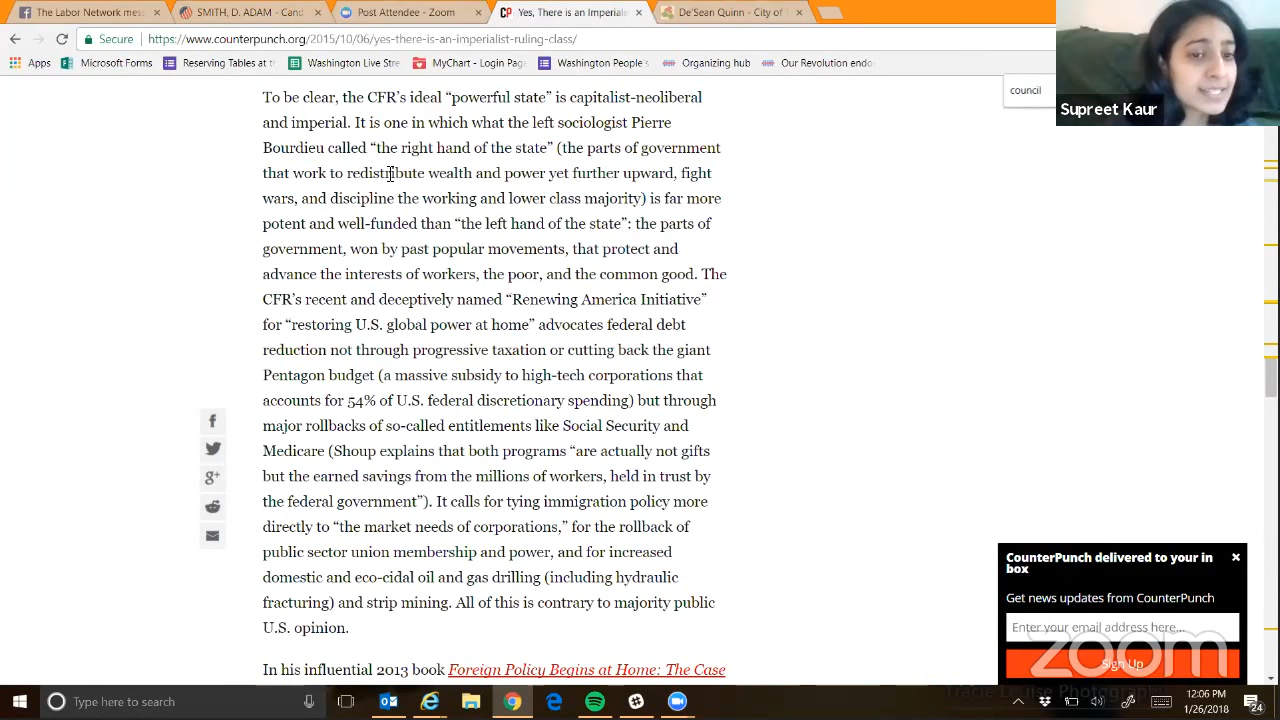 Facebook Narwhal mes
SMITH, D. ADAM - Indi
Post Attendee - Zoom
Yes, There is an Imperiali
De'Sean Quinn - City of T
Secure
https://www.counterpunch.org/2015/10/06/yes-there-is-an-imperialist-ruling-class/
Apps
Microsoft Forms
Reserving Tables at
Washington Live Stre
MyChart - Login Page
Washington People's
Organizing hub
Our Revolution endo
council
Supreet Kaur
To be clear, the CFR's ideal “powerful state” is capitalist-neoliberal
and imperial. It is one in which what the left sociologist Pierre
Bourdieu called “the right hand of the state” (the parts of government
that work to redistribute wealth and power yet further upward, fight
wars, and discipline the working and lower class majority) is far more
potent and well-funded than “the left hand of the state”: the parts of
government, won by past popular movements, that protect and
advance the interests of workers, the poor, and the common good. The
CFR's recent and deceptively named “Renewing America Initiative”
for “restoring U.S. global power at home” advocates federal debt
reduction not through progressive taxation or cutting back the giant
Pentagon budget (a massive subsidy to high-tech corporations that
accounts for 54% of U.S. federal discretionary spending) but through
major rollbacks of so-called entitlements like Social Security and
Medicare (Shoup explains that both programs “are actually not gifts
but the earned savings from the millions of workers, held in trust by
the federal government”). It calls for tying immigration policy more
directly to “the market needs of corporations,” for the rollback of
public sector union membership and power, and for increased
domestic and eco-cidal oil and gas drilling (including hydraulic
fracturing) and strip mining. All of this is contrary to majority public
U.S. opinion.
In his influential 2013 book Foreign Policy Begins at Home: The Case
CounterPunch delivered to your in
box
Get news updates from CounterPunch
Enter your email address here...
Sign Up
zoom
Tracie Louise Photography
Type here to search
12:06 PM
1/26/2018
24